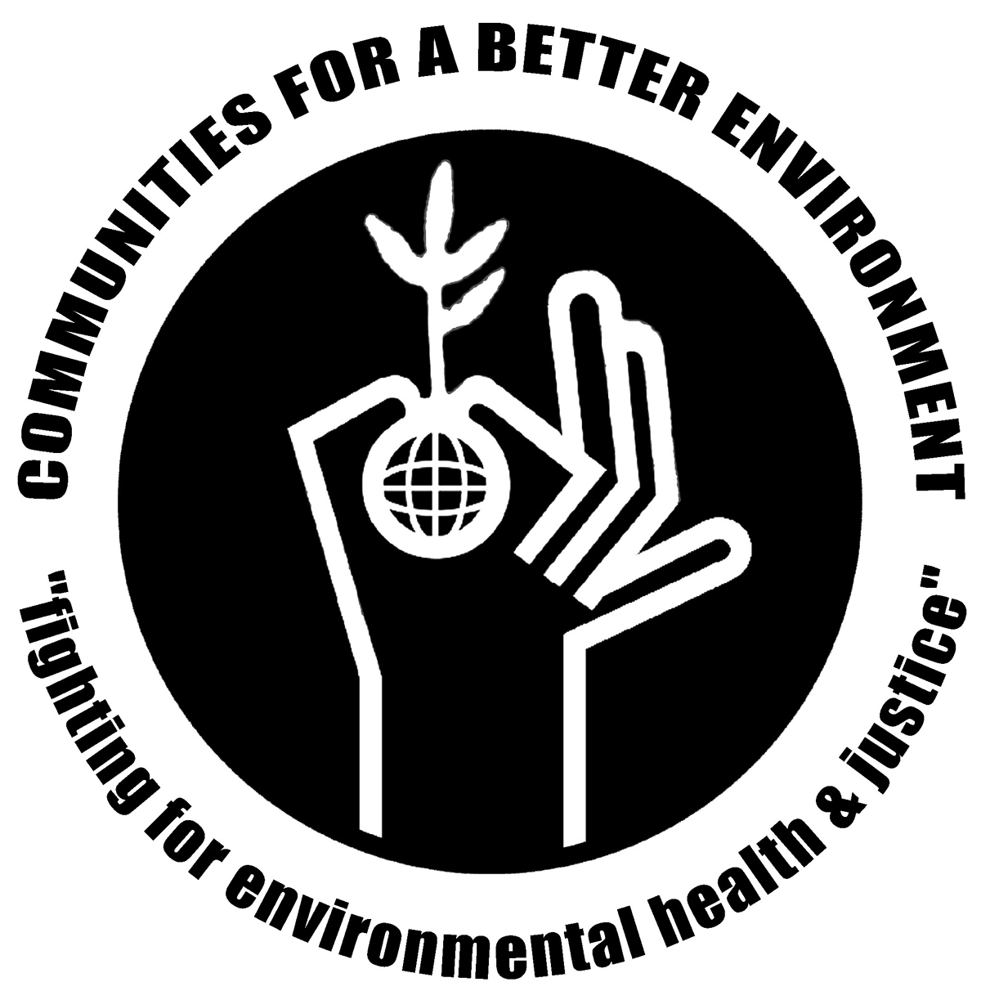 COMMUNITIES FOR A BETTER ENVIRONMENT
"fighting for environmental health & justice"